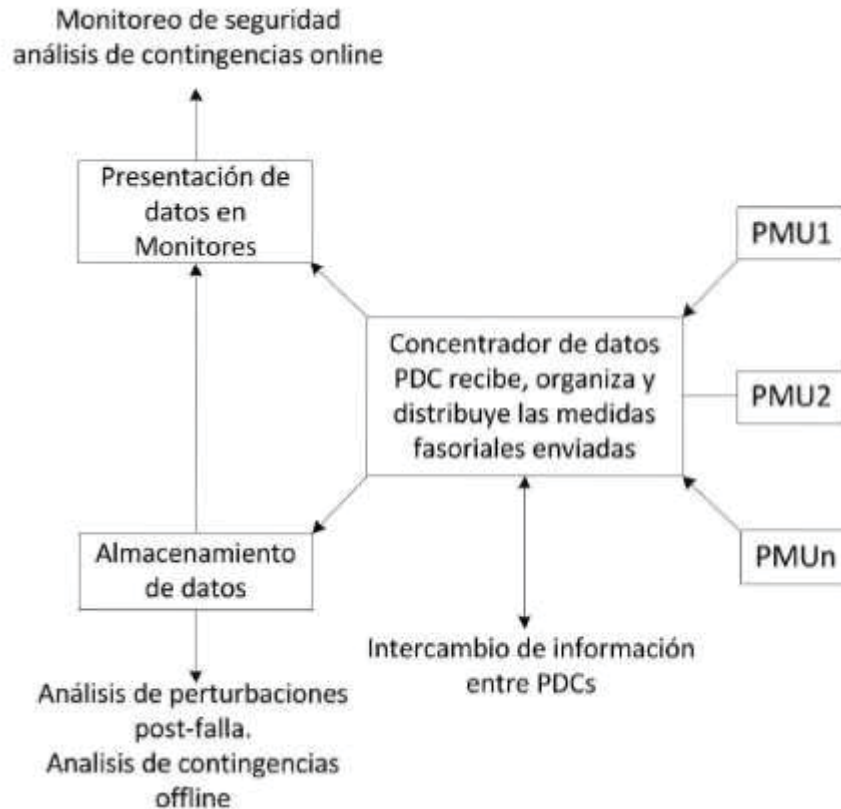 Monitoreo de seguridad
análisis de contingencias online
Presentación de
datos en
Monitores
PMU1
Concentrador de datos
PDC recibe, organiza y
distribuye las medidas
fasoriales enviadas
PMU2
Almacenamiento
de datos
PMUn
Intercambio de información
entre PDCs
Análisis de perturbaciones
post-falla.
Analisis de contingencias
offline